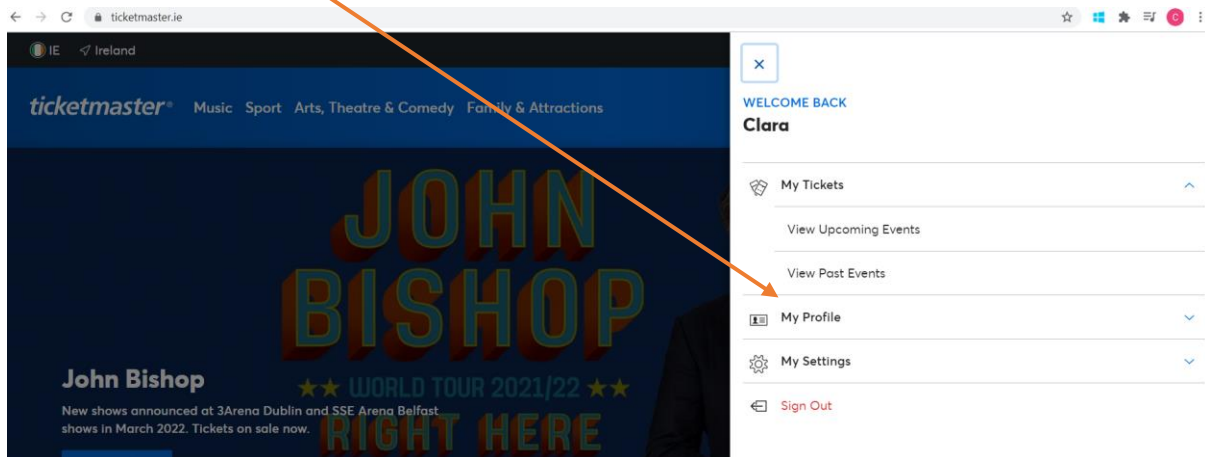 ticketmaster.ie
C
IE Ireland
ticketmaster® Music Sport Arts, Theatre & Comedy Family & Attractions
JOHN
BISHOP
WORLD TOUR 2021/22
RIGHT HERE
John Bishop
New shows announced at 3Arena Dublin and SSE Arena Belfast
shows in March 2022. Tickets on sale now.
WELCOME BACK
Clara
My Tickets
View Upcoming Events
View Past Events
My Profile
My Settings
Sign Out